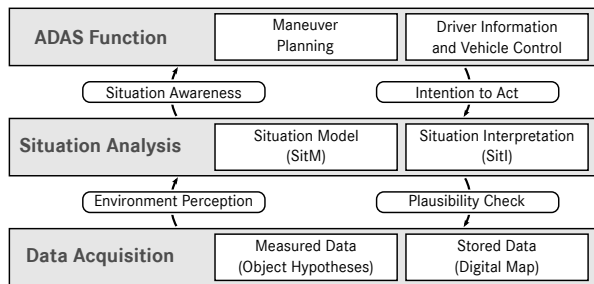 ADAS Function
Maneuver
Planning
Driver Information
and Vehicle Control
Situation Awareness
Intention to Act
Situation Analysis
Situation Model
(SitM)
Situation Interpretation
(SitI)
Environment Perception
Plausibility Check
Data Acquisition
Measured Data
(Object Hypotheses)
Stored Data
(Digital Map)